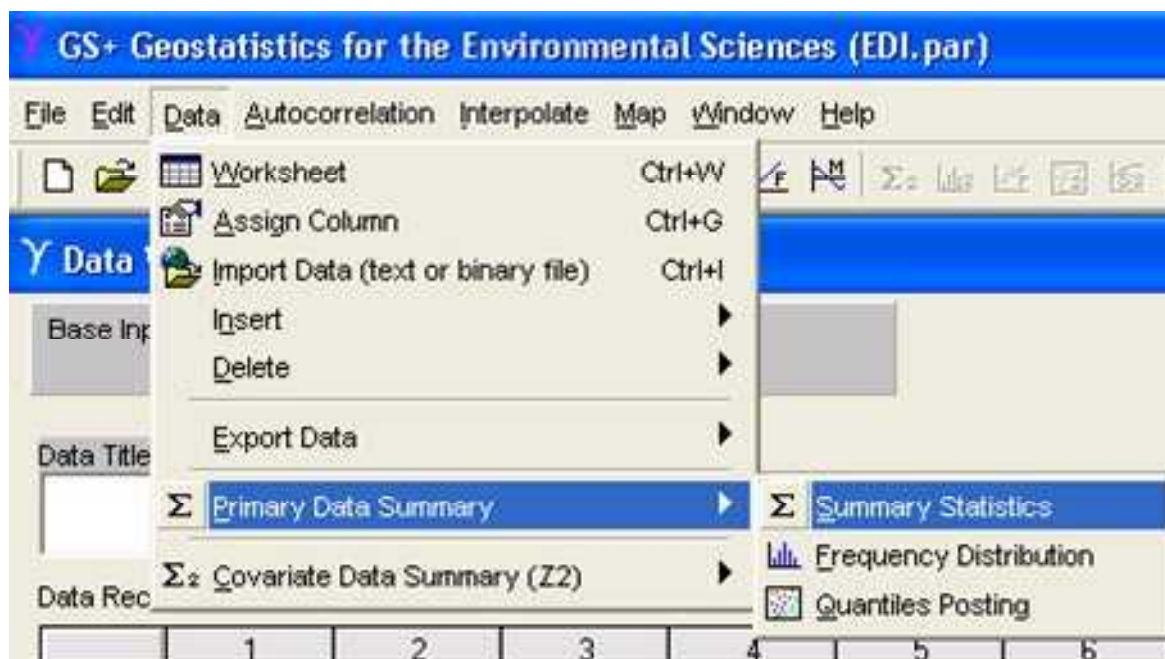 GS+ Geostatistics for the Environmental Sciences (EDI.par)
File Edit Data Autocorrelation Interpolate Map Window Help
Worksheet Ctrl+W
Assign Column Ctrl+G
Import Data (text or binary file) Ctrl+I
Insert
Delete
Export Data
Primary Data Summary
Σ₂ Covariate Data Summary (Z2)
Σ Summary Statistics
Frequency Distribution
Quantiles Posting
Data
Base Inp
Data Title
Data Rec
1 2 3 4 5 6